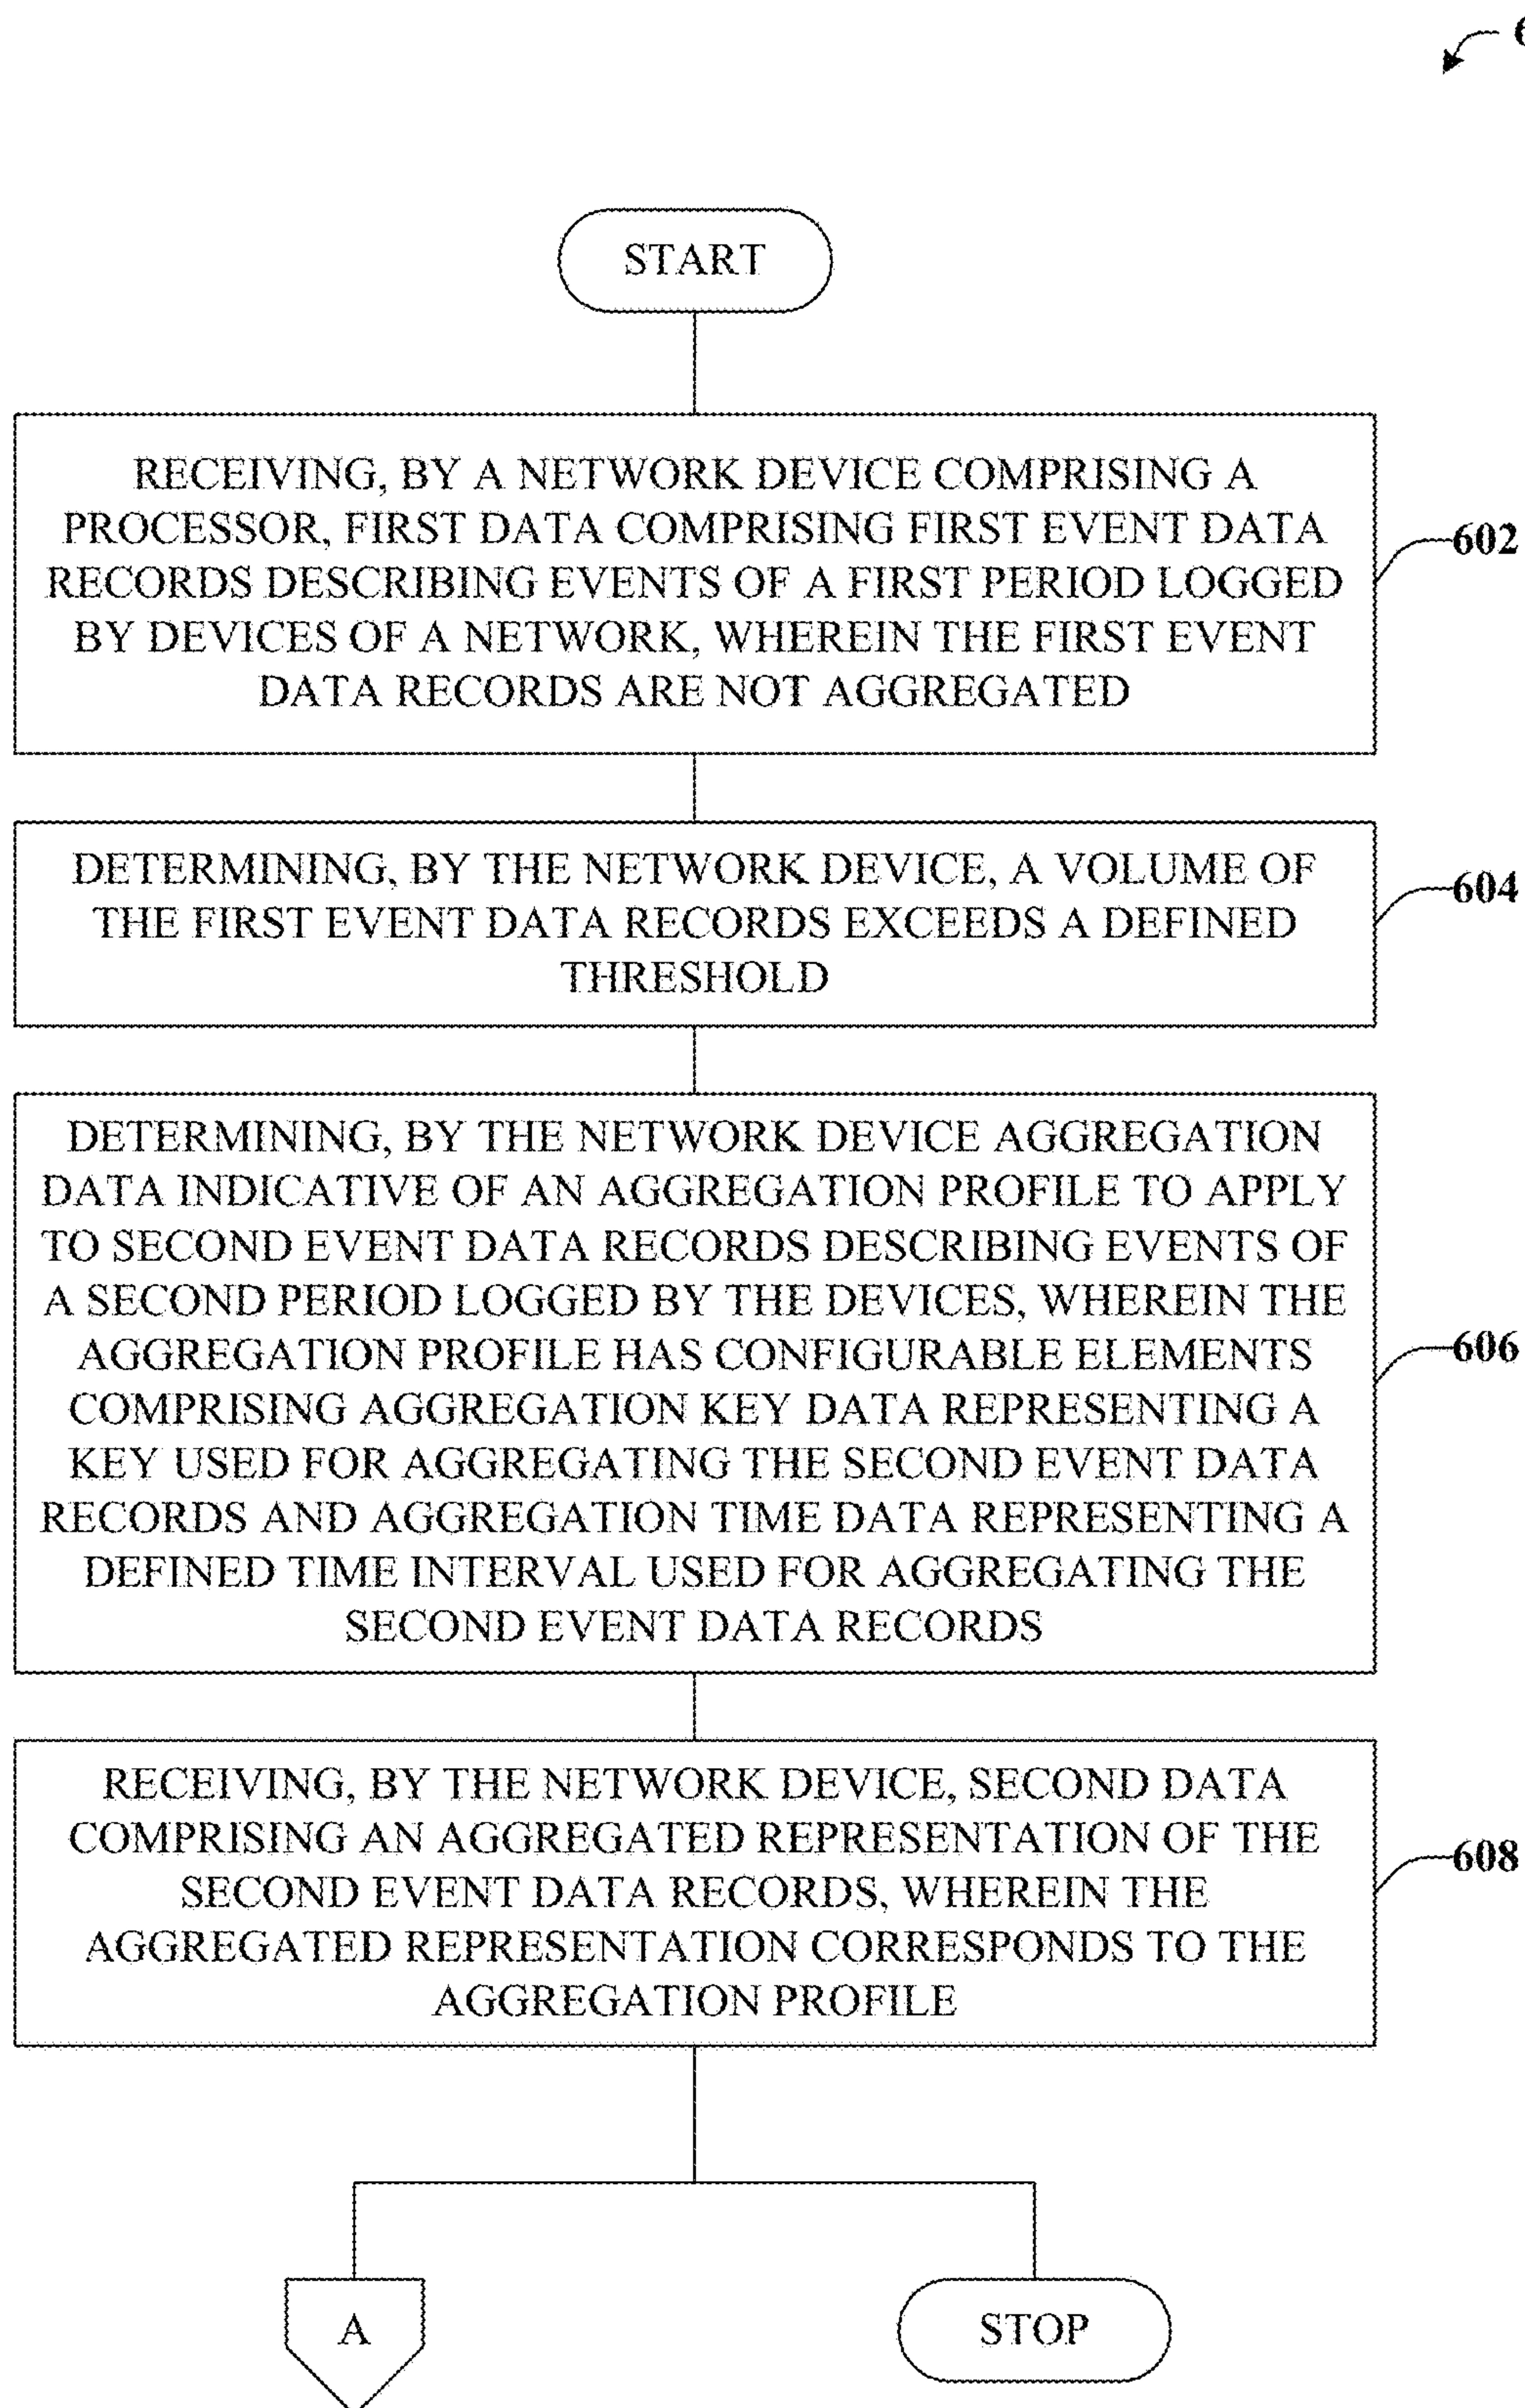 START
RECEIVING, BY A NETWORK DEVICE COMPRISING A
PROCESSOR, FIRST DATA COMPRISING FIRST EVENT DATA
RECORDS DESCRIBING EVENTS OF A FIRST PERIOD LOGGED
BY DEVICES OF A NETWORK, WHEREIN THE FIRST EVENT
DATA RECORDS ARE NOT AGGREGATED
602
DETERMINING, BY THE NETWORK DEVICE, A VOLUME OF
THE FIRST EVENT DATA RECORDS EXCEEDS A DEFINED
THRESHOLD
604
DETERMINING, BY THE NETWORK DEVICE AGGREGATION
DATA INDICATIVE OF AN AGGREGATION PROFILE TO APPLY
TO SECOND EVENT DATA RECORDS DESCRIBING EVENTS OF
A SECOND PERIOD LOGGED BY THE DEVICES, WHEREIN THE
AGGREGATION PROFILE HAS CONFIGURABLE ELEMENTS
COMPRISING AGGREGATION KEY DATA REPRESENTING A
KEY USED FOR AGGREGATING THE SECOND EVENT DATA
RECORDS AND AGGREGATION TIME DATA REPRESENTING A
DEFINED TIME INTERVAL USED FOR AGGREGATING THE
SECOND EVENT DATA RECORDS
606
RECEIVING, BY THE NETWORK DEVICE, SECOND DATA
COMPRISING AN AGGREGATED REPRESENTATION OF THE
SECOND EVENT DATA RECORDS, WHEREIN THE
AGGREGATED REPRESENTATION CORRESPONDS TO THE
AGGREGATION PROFILE
608
A
STOP